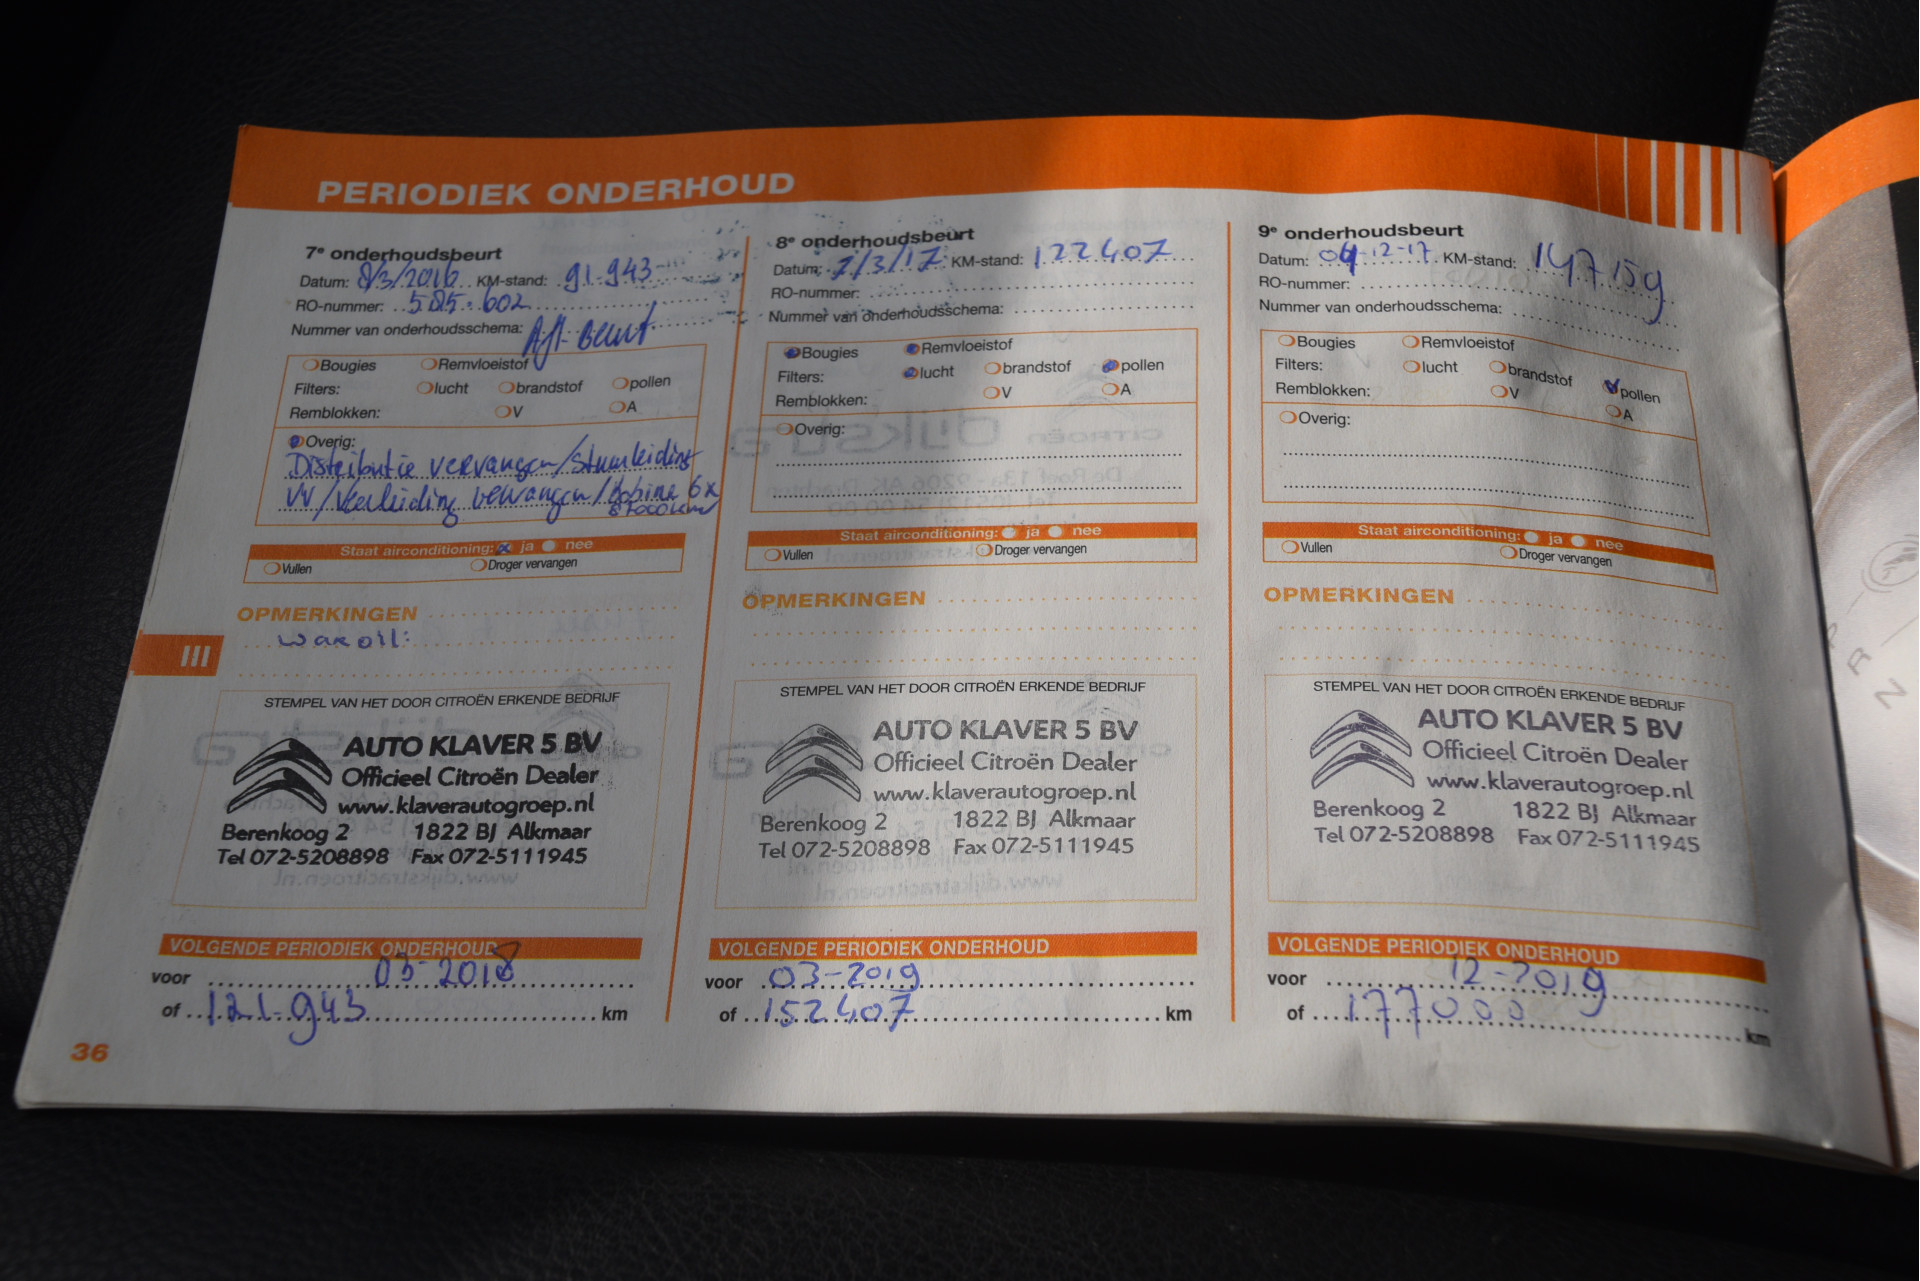 PERIODIEK ONDERHOUD
7e onderhoudsbeurt
Datum: 8/3/2016 KM-stand: 91.943
RO-nummer: 585.602
Nummer van onderhoudsschema: Afl-Beurt
Bougies Remvloeistof
Filters: lucht brandstof pollen
Remblokken: V A
Overig:
Distributie vervangen/stuurleiding
VV/veerleiding vervangen/bobine 6x
87000km
Staat airconditioning: ja nee
Vullen Droger vervangen
OPMERKINGEN
waxoil:
STEMPEL VAN HET DOOR CITROËN ERKENDE BEDRIJF
AUTO KLAVER 5 BV
Officieel Citroën Dealer
www.klaverautogroep.nl
Berenkoog 2 1822 BJ Alkmaar
Tel 072-5208898 Fax 072-5111945
VOLGENDE PERIODIEK ONDERHOUD
voor 03-2018
of 121.943 km
8e onderhoudsbeurt
Datum: 7/3/17 KM-stand: 122407
RO-nummer:
Nummer van onderhoudsschema:
Bougies Remvloeistof
Filters: lucht brandstof pollen
Remblokken: V A
Overig:
Staat airconditioning: ja nee
Vullen Droger vervangen
OPMERKINGEN
STEMPEL VAN HET DOOR CITROËN ERKENDE BEDRIJF
AUTO KLAVER 5 BV
Officieel Citroën Dealer
www.klaverautogroep.nl
Berenkoog 2 1822 BJ Alkmaar
Tel 072-5208898 Fax 072-5111945
VOLGENDE PERIODIEK ONDERHOUD
voor 03-2019
of 152407 km
9e onderhoudsbeurt
Datum: 04-12-17 KM-stand: 147159
RO-nummer:
Nummer van onderhoudsschema:
Bougies Remvloeistof
Filters: lucht brandstof pollen
Remblokken: V A
Overig:
Staat airconditioning: ja nee
Vullen Droger vervangen
OPMERKINGEN
STEMPEL VAN HET DOOR CITROËN ERKENDE BEDRIJF
AUTO KLAVER 5 BV
Officieel Citroën Dealer
www.klaverautogroep.nl
Berenkoog 2 1822 BJ Alkmaar
Tel 072-5208898 Fax 072-5111945
VOLGENDE PERIODIEK ONDERHOUD
voor 12-2019
of 177000 km
III
36
P
R
N